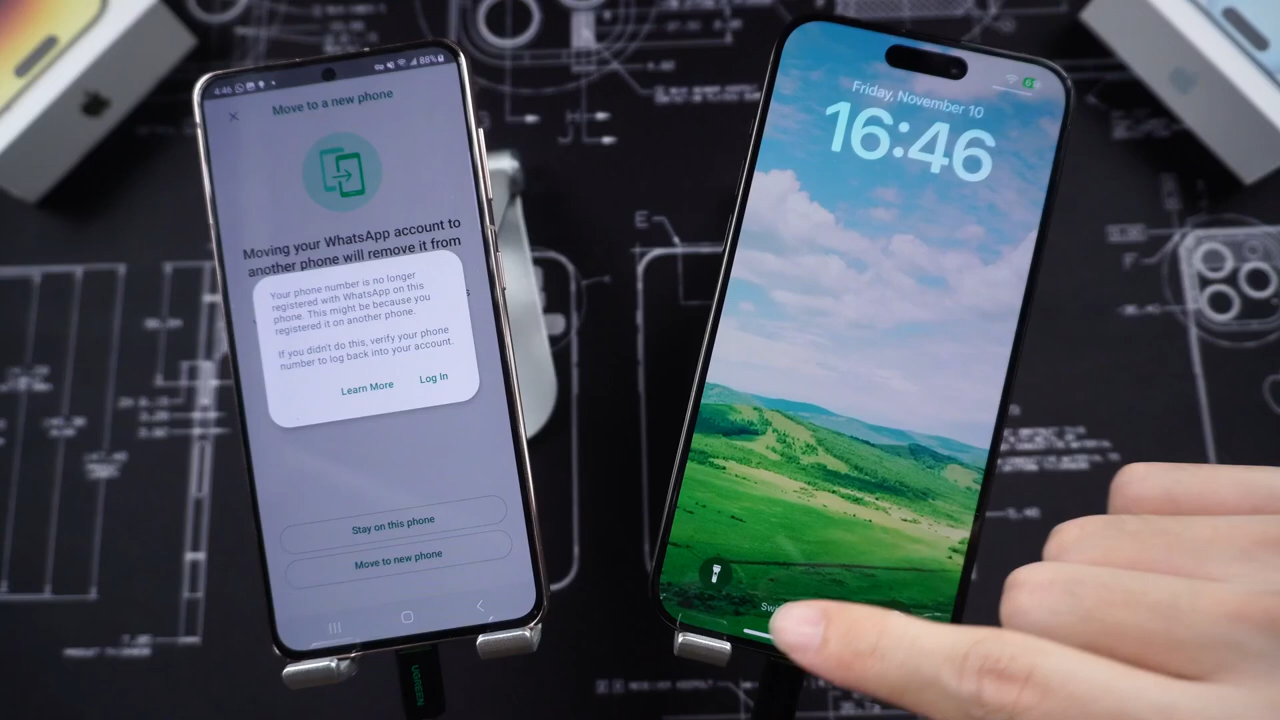 4:46
88%
Move to a new phone
Moving your WhatsApp account to
another phone will remove it from
Your phone number is no longer
registered with WhatsApp on this
phone. This might be because you
registered it on another phone.
If you didn't do this, verify your phone
number to log back into your account.
Learn More
Log In
Stay on this phone
Move to new phone
UGREEN
Friday, November 10
16:46
E
F